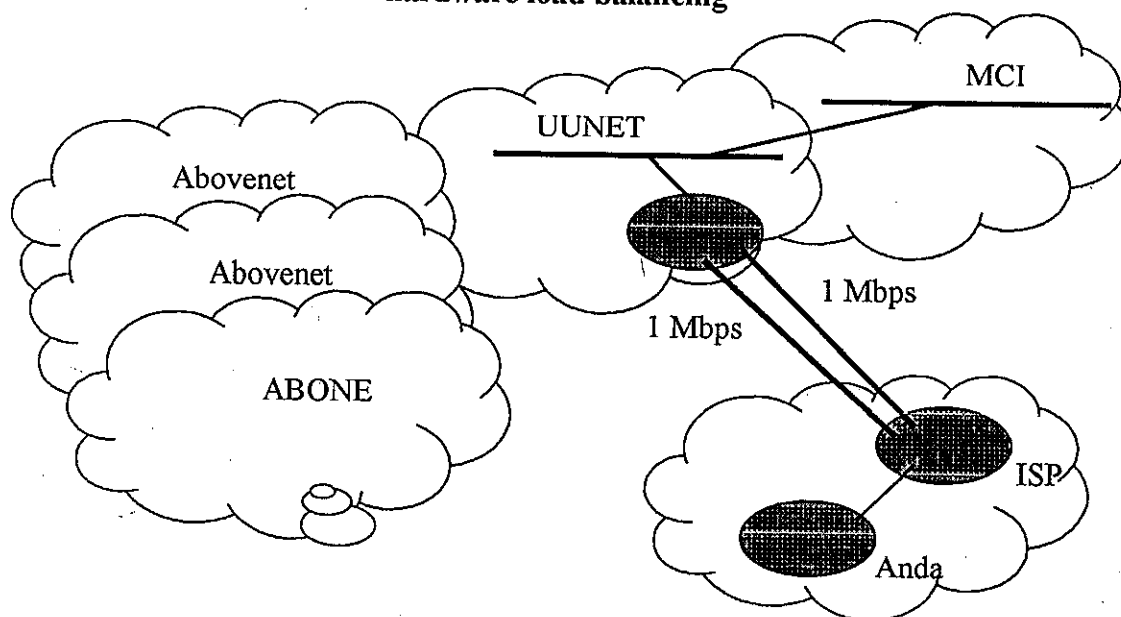 hardware load balancing
MCI
UUNET
Abovenet
Abovenet
1 Mbps
1 Mbps
ABONE
ISP
Anda